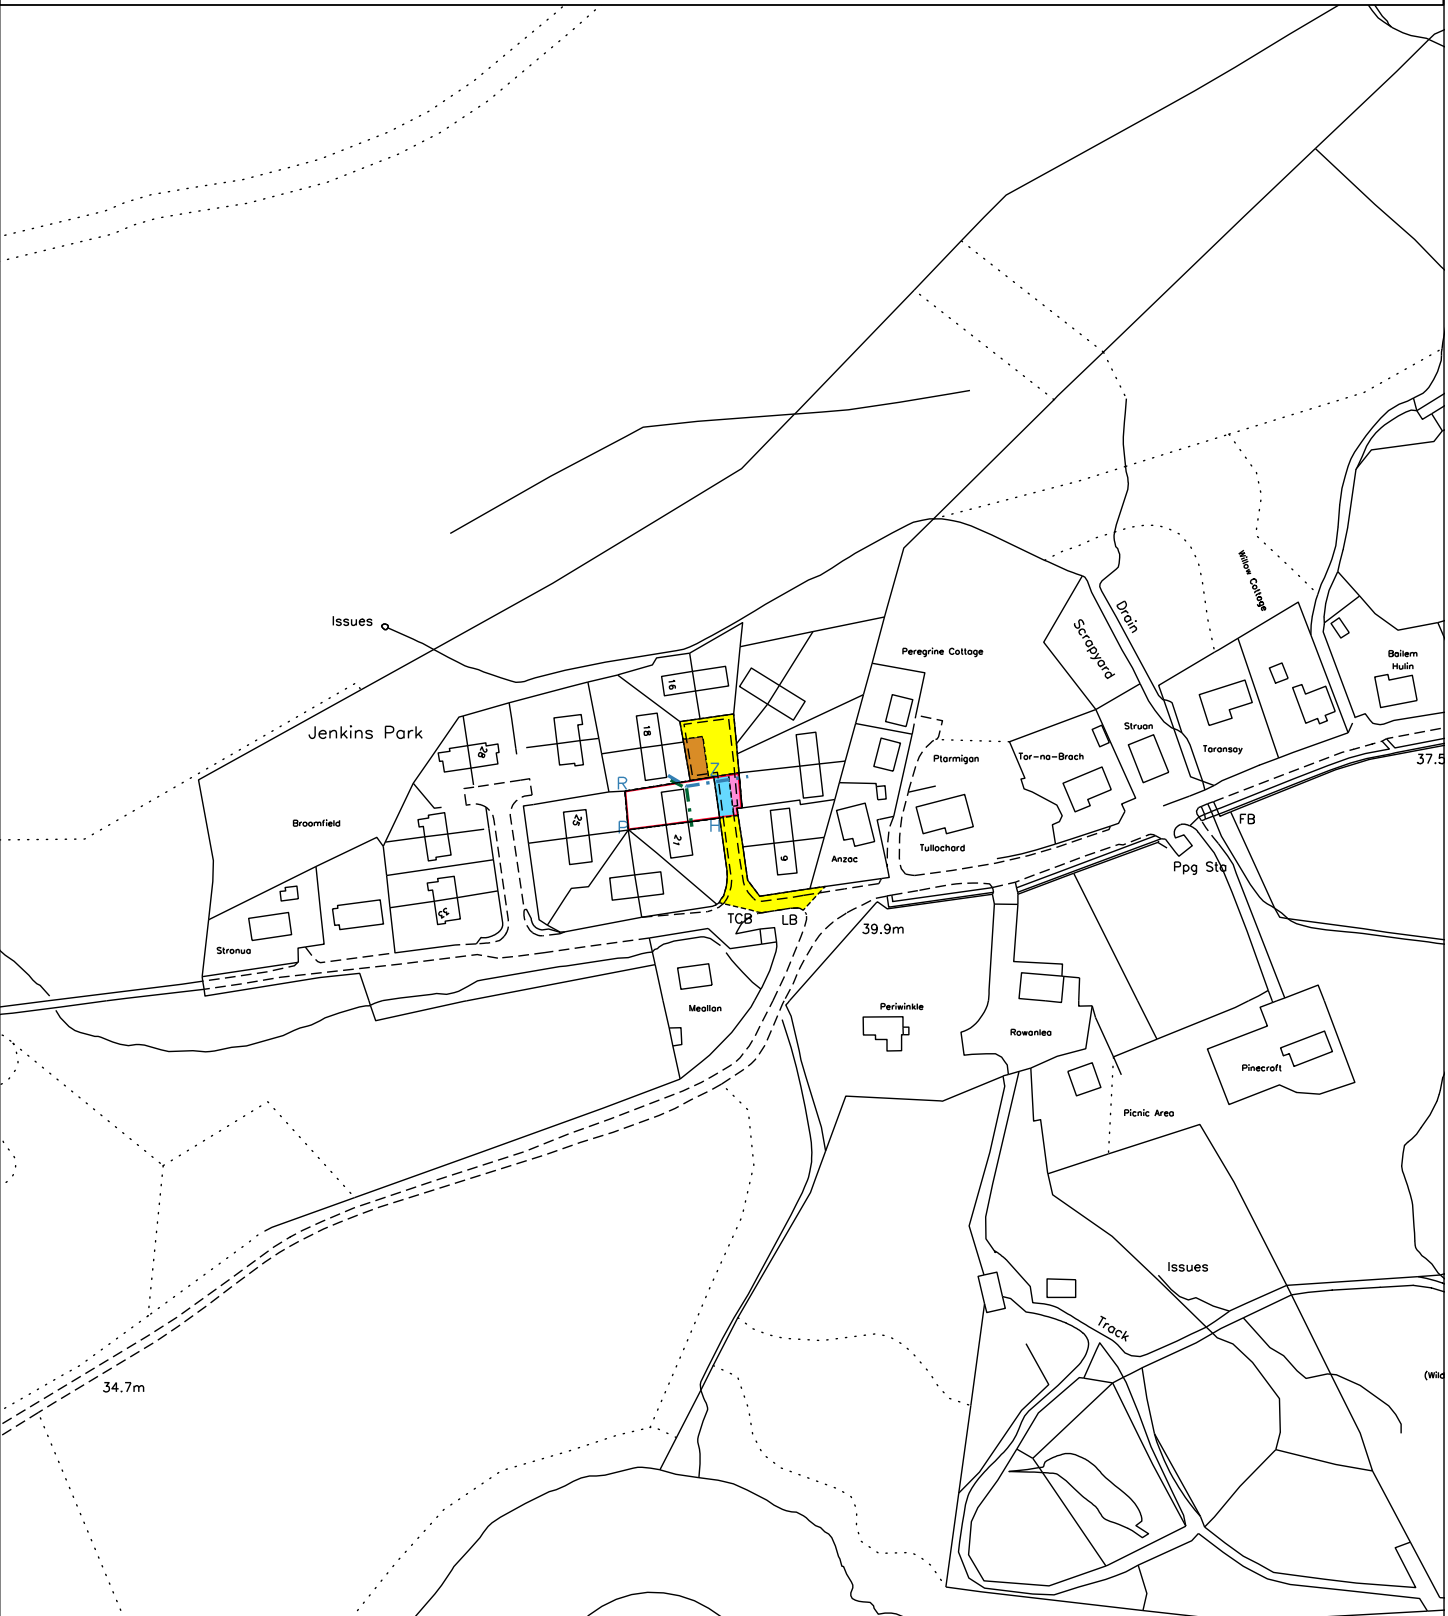 Willow Cottage
Drain
Issues
Scrapyard
Peregrine Cottage
Bailem
Hulin
16
18
Struan
Jenkins Park
28
Taransay
Ptarmigan
Tor-na-Brach
37.5
Z
R
Broomfield
25
P
H
FB
21
Tullochard
9
Anzac
Ppg Sta
33
TCB
LB
39.9m
Stronua
Meallan
Periwinkle
Rowanlea
Pinecroft
Picnic Area
Issues
Track
34.7m
(Wild